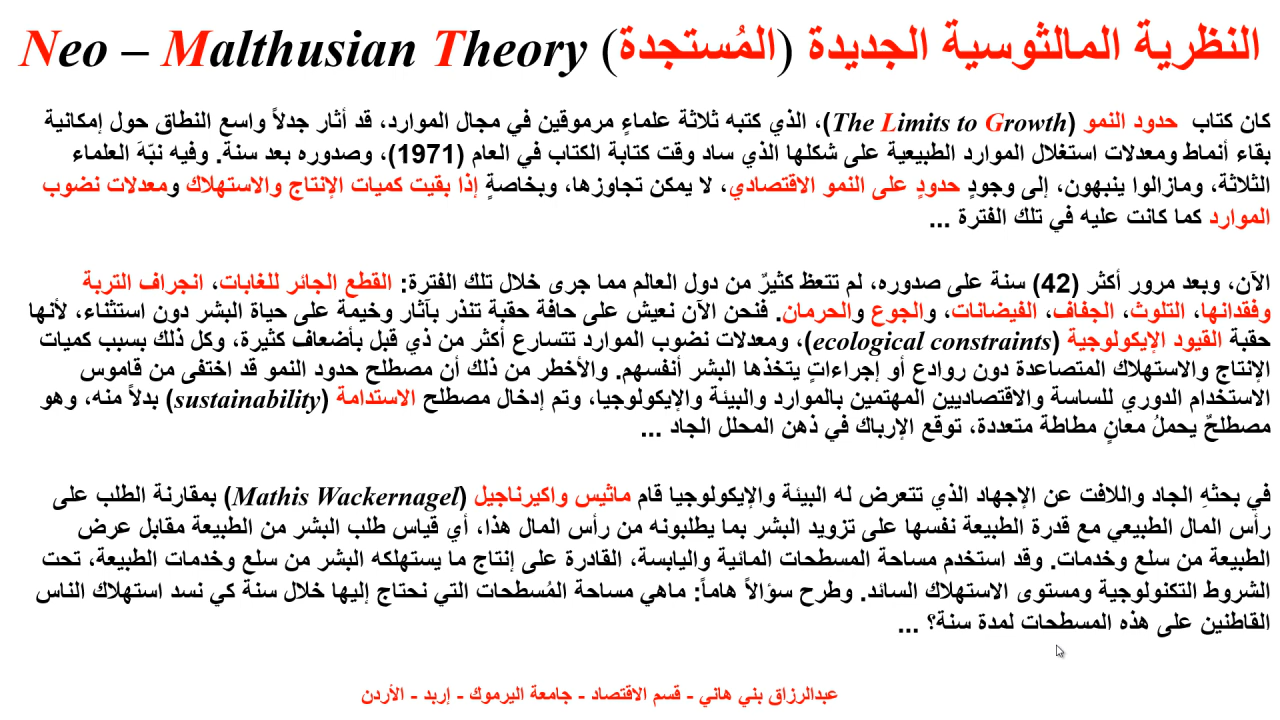 النظرية المالثوسية الجديدة (المُستجدة) Neo – Malthusian Theory
كان كتاب حدود النمو (The Limits to Growth)، الذي كتبه ثلاثة علماءٍ مرموقين في مجال الموارد، قد أثار جدلاً واسع النطاق حول إمكانية
بقاء أنماط ومعدلات استغلال الموارد الطبيعية على شكلها الذي ساد وقت كتابة الكتاب في العام (1971)، وصدوره بعد سنة. وفيه نبّهَ العلماء
الثلاثة، ومازالوا ينبهون، إلى وجودِ حدودٍ على النمو الاقتصادي، لا يمكن تجاوزها، وبخاصةٍ إذا بقيت كميات الإنتاج والاستهلاك ومعدلات نضوب
الموارد كما كانت عليه في تلك الفترة ...
الآن، وبعد مرور أكثر (42) سنة على صدوره، لم تتعظ كثيرٌ من دول العالم مما جرى خلال تلك الفترة: القطع الجائر للغابات، انجراف التربة
وفقدانها، التلوث، الجفاف، الفيضانات، والجوع والحرمان. فنحن الآن نعيش على حافة حقبة تنذر بآثار وخيمة على حياة البشر دون استثناء، لأنها
حقبة القيود الإيكولوجية (ecological constraints)، ومعدلات نضوب الموارد تتسارع أكثر من ذي قبل بأضعاف كثيرة، وكل ذلك بسبب كميات
الإنتاج والاستهلاك المتصاعدة دون روادع أو إجراءاتٍ يتخذها البشر أنفسهم. والأخطر من ذلك أن مصطلح حدود النمو قد اختفى من قاموس
الاستخدام الدوري للساسة والاقتصاديين المهتمين بالموارد والبيئة والإيكولوجيا، وتم إدخال مصطلح الاستدامة (sustainability) بدلاً منه، وهو
مصطلحٌ يحملُ معانٍ مطاطة متعددة، توقع الإرباك في ذهن المحلل الجاد ...
في بحثهِ الجاد واللافت عن الإجهاد الذي تتعرض له البيئة والإيكولوجيا قام ماثيس واكيرناجيل (Mathis Wackernagel) بمقارنة الطلب على
رأس المال الطبيعي مع قدرة الطبيعة نفسها على تزويد البشر بما يطلبونه من رأس المال هذا، أي قياس طلب البشر من الطبيعة مقابل عرض
الطبيعة من سلع وخدمات. وقد استخدم مساحة المسطحات المائية واليابسة، القادرة على إنتاج ما يستهلكه البشر من سلع وخدمات الطبيعة، تحت
الشروط التكنولوجية ومستوى الاستهلاك السائد. وطرح سؤالاً هاماً: ماهي مساحة المُسطحات التي نحتاج إليها خلال سنة كي نسد استهلاك الناس
القاطنين على هذه المسطحات لمدة سنة؟ ...
عبدالرزاق بني هاني - قسم الاقتصاد - جامعة اليرموك - إربد - الأردن